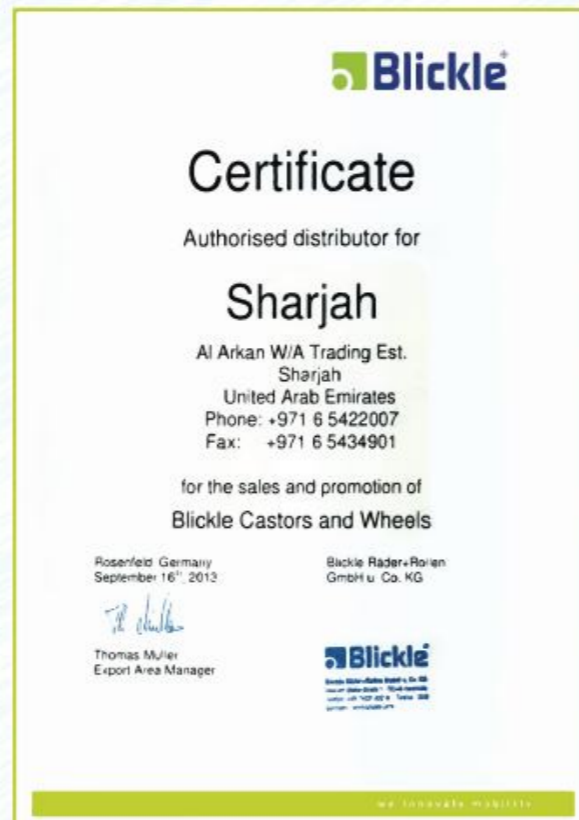 Blickle
Certificate
Authorised distributor for
Sharjah
Al Arkan W/A Trading Est.
Sharjah
United Arab Emirates
Phone: +971 6 5422007
Fax: +971 6 5434901
for the sales and promotion of
Blickle Castors and Wheels
Rosenfeld Germany
September 16th, 2013
Blickle Räder+Rollen
GmbH u. Co. KG
Thomas Muller
Export Area Manager
Blickle
we innovate mobility